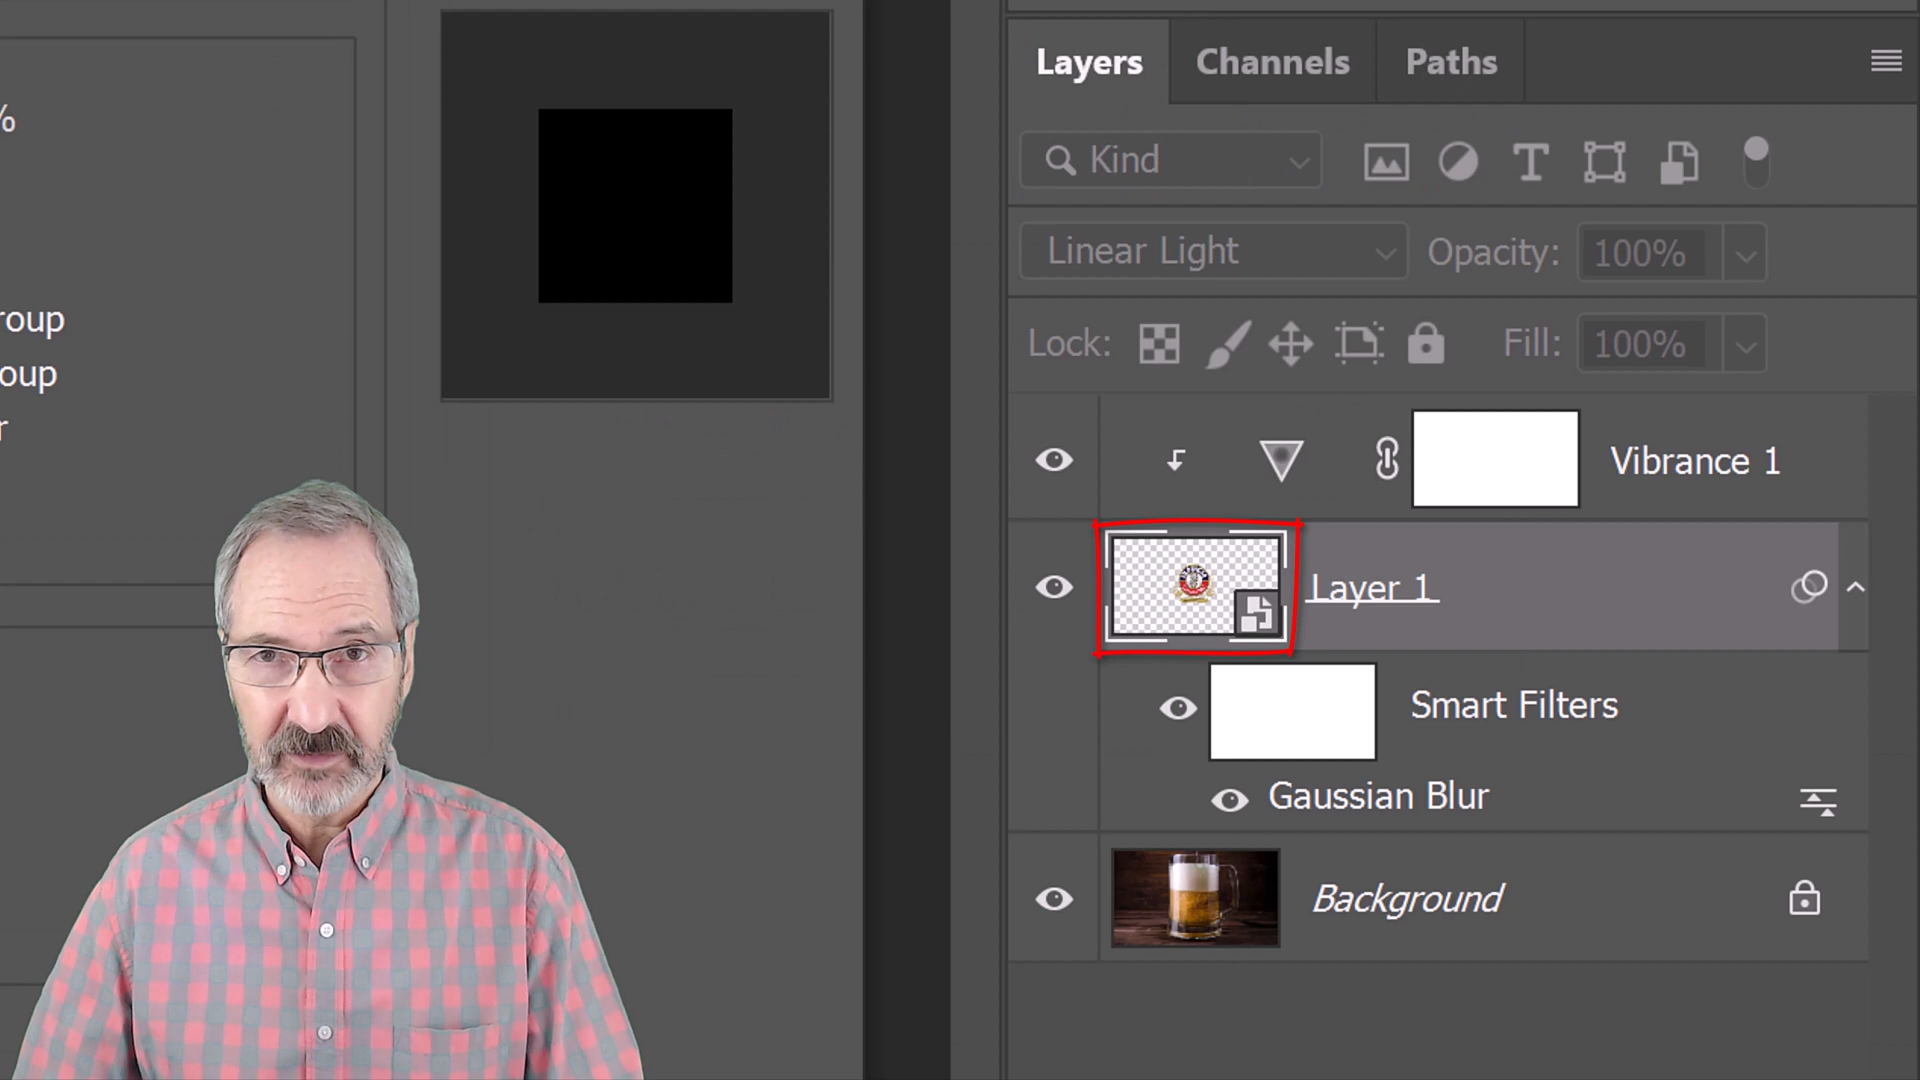 %
roup
oup
r
Layers
Channels
Paths
Kind
Linear Light
Opacity:
100%
Lock:
Fill:
100%
Vibrance 1
Layer 1
Smart Filters
Gaussian Blur
Background